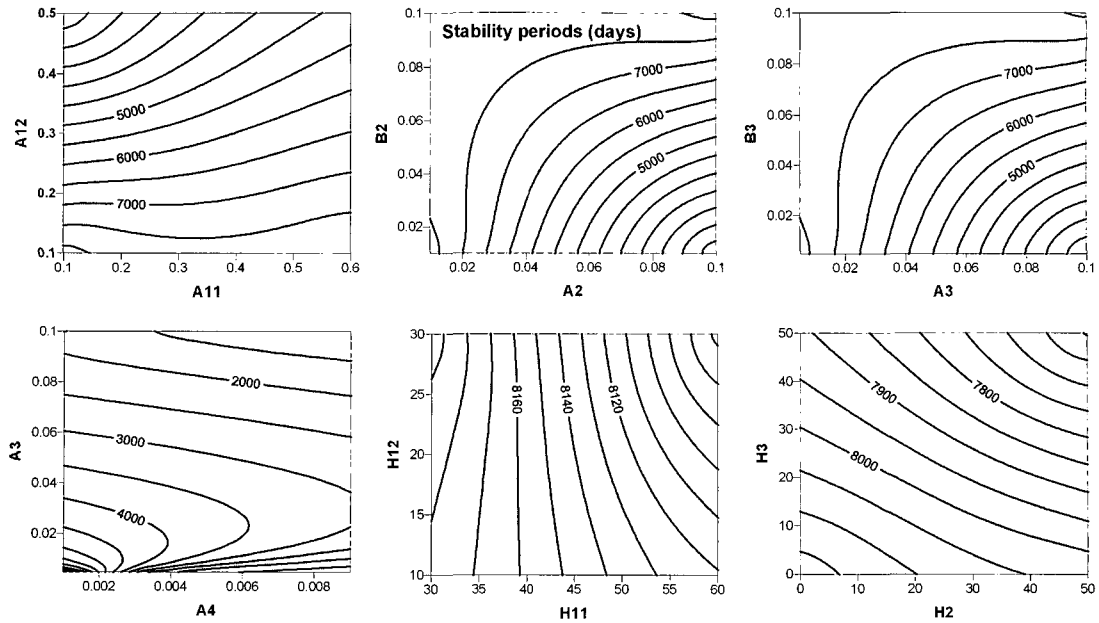 Stability periods (days)
0.5
0.4
0.3
0.2
0.1
A12
5000
6000
7000
0.1 0.2 0.3 0.4 0.5 0.6
A11
0.1
0.08
0.06
0.04
0.02
B2
7000
6000
5000
0.02 0.04 0.06 0.08 0.1
A2
0.1
0.08
0.06
0.04
0.02
B3
7000
6000
5000
0.02 0.04 0.06 0.08 0.1
A3
0.1
0.08
0.06
0.04
0.02
A3
2000
3000
4000
0.002 0.004 0.006 0.008
A4
30
25
20
15
10
H12
8160 8140 8120
30 35 40 45 50 55 60
H11
50
40
30
20
10
0
H3
7900 7800
8000
0 10 20 30 40 50
H2